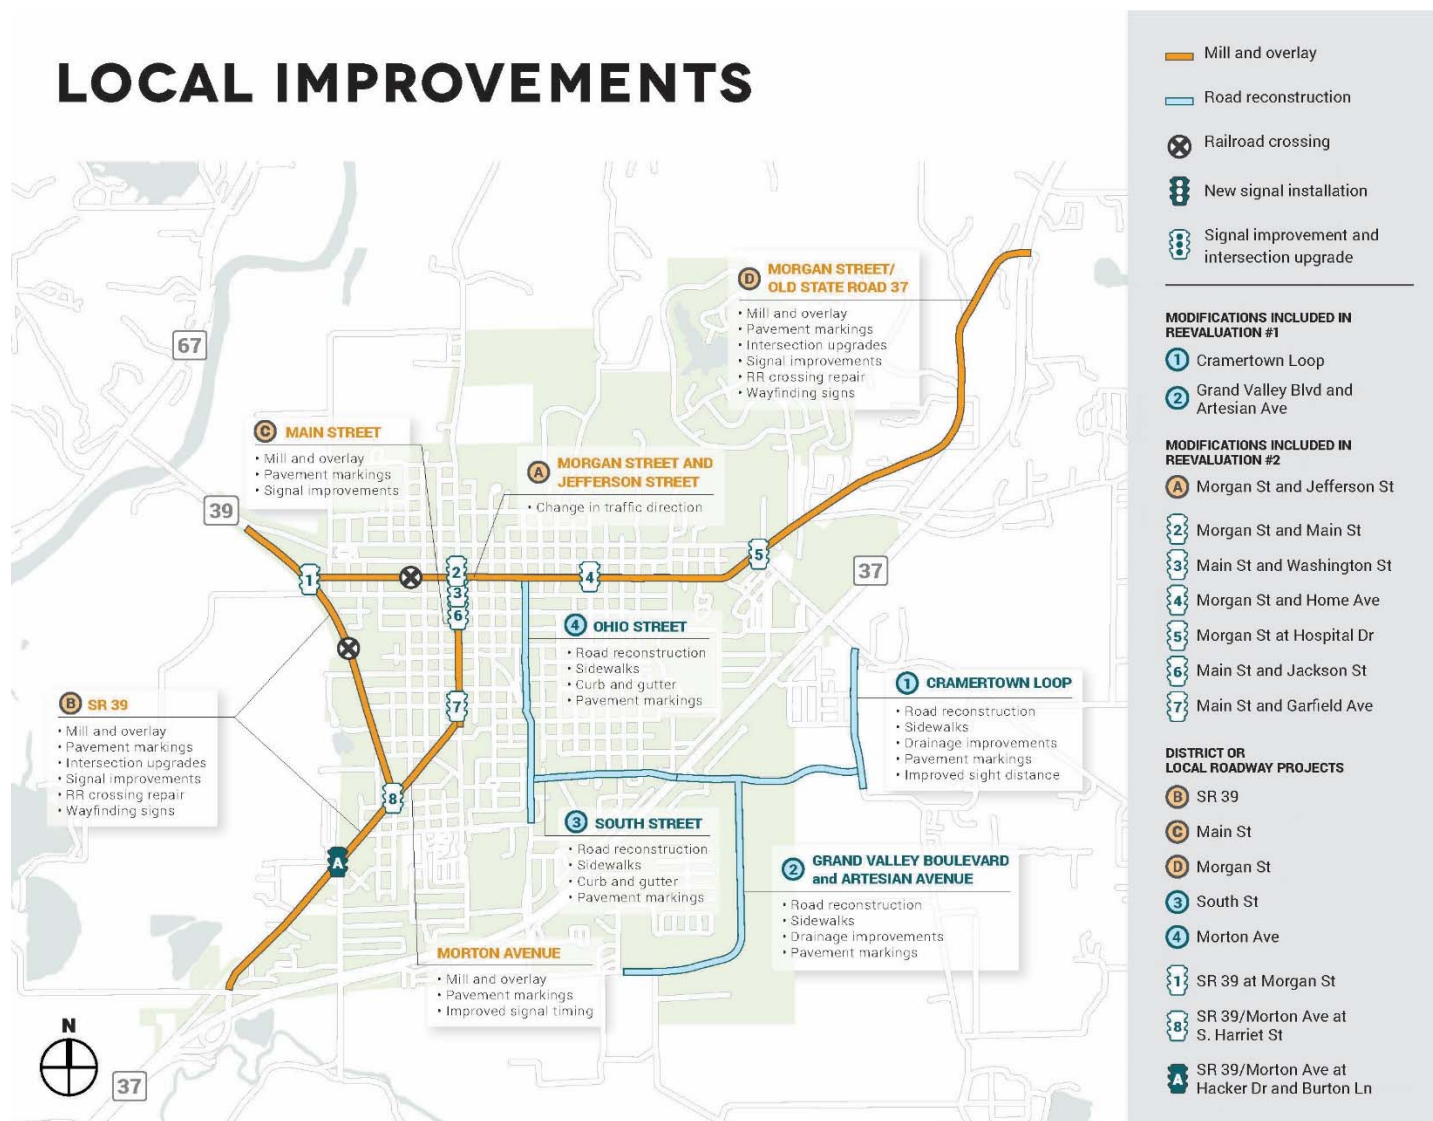 LOCAL IMPROVEMENTS
67
39
37
37
N
D
MORGAN STREET/
OLD STATE ROAD 37
• Mill and overlay
• Pavement markings
• Intersection upgrades
• Signal improvements
• RR crossing repair
• Wayfinding signs
C MAIN STREET
• Mill and overlay
• Pavement markings
• Signal improvements
A
MORGAN STREET AND
JEFFERSON STREET
• Change in traffic direction
1
2
3
6
4
5
7
8
A
4 OHIO STREET
• Road reconstruction
• Sidewalks
• Curb and gutter
• Pavement markings
1 CRAMERTOWN LOOP
• Road reconstruction
• Sidewalks
• Drainage improvements
• Pavement markings
• Improved sight distance
B SR 39
• Mill and overlay
• Pavement markings
• Intersection upgrades
• Signal improvements
• RR crossing repair
• Wayfinding signs
3 SOUTH STREET
• Road reconstruction
• Sidewalks
• Curb and gutter
• Pavement markings
2
GRAND VALLEY BOULEVARD
and ARTESIAN AVENUE
• Road reconstruction
• Sidewalks
• Drainage improvements
• Pavement markings
MORTON AVENUE
• Mill and overlay
• Pavement markings
• Improved signal timing
Mill and overlay
Road reconstruction
Railroad crossing
New signal installation
Signal improvement and
intersection upgrade
MODIFICATIONS INCLUDED IN
REEVALUATION #1
1 Cramertown Loop
2 Grand Valley Blvd and
Artesian Ave
MODIFICATIONS INCLUDED IN
REEVALUATION #2
A Morgan St and Jefferson St
2 Morgan St and Main St
3 Main St and Washington St
4 Morgan St and Home Ave
5 Morgan St at Hospital Dr
6 Main St and Jackson St
7 Main St and Garfield Ave
DISTRICT OR
LOCAL ROADWAY PROJECTS
B SR 39
C Main St
D Morgan St
3 South St
4 Morton Ave
1 SR 39 at Morgan St
8 SR 39/Morton Ave at
S. Harriet St
A SR 39/Morton Ave at
Hacker Dr and Burton Ln